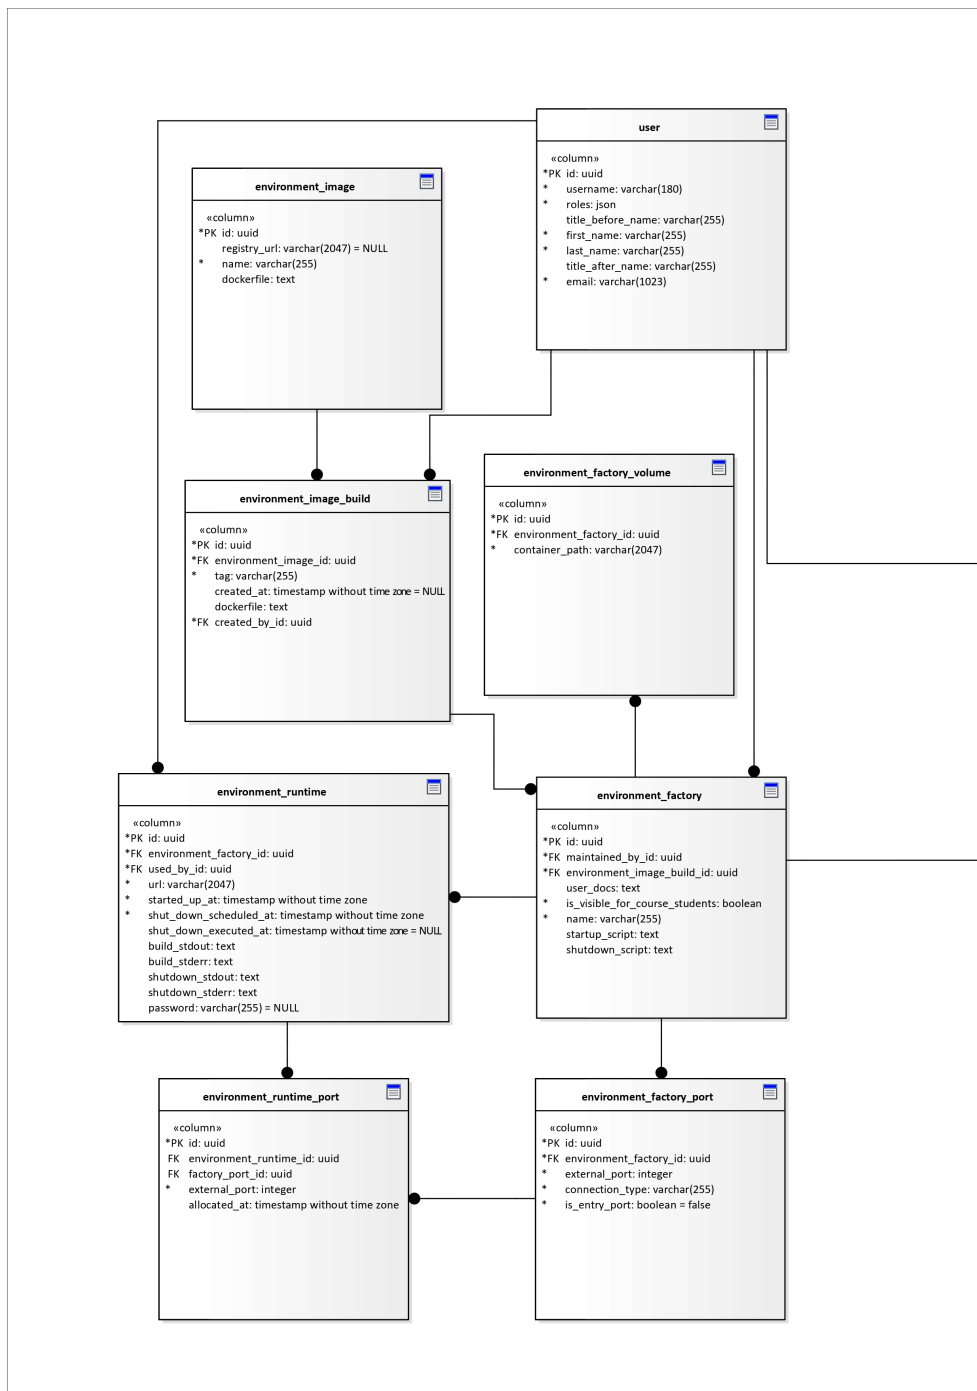 user
«column»
*PK id: uuid
* username: varchar(180)
* roles: json
title_before_name: varchar(255)
* first_name: varchar(255)
* last_name: varchar(255)
title_after_name: varchar(255)
* email: varchar(1023)
environment_image
«column»
*PK id: uuid
registry_url: varchar(2047) = NULL
* name: varchar(255)
dockerfile: text
environment_image_build
«column»
*PK id: uuid
*FK environment_image_id: uuid
* tag: varchar(255)
created_at: timestamp without time zone = NULL
dockerfile: text
*FK created_by_id: uuid
environment_factory_volume
«column»
*PK id: uuid
*FK environment_factory_id: uuid
* container_path: varchar(2047)
environment_runtime
«column»
*PK id: uuid
*FK environment_factory_id: uuid
*FK used_by_id: uuid
* url: varchar(2047)
* started_up_at: timestamp without time zone
* shut_down_scheduled_at: timestamp without time zone
shut_down_executed_at: timestamp without time zone = NULL
build_stdout: text
build_stderr: text
shutdown_stdout: text
shutdown_stderr: text
password: varchar(255) = NULL
environment_factory
«column»
*PK id: uuid
*FK maintained_by_id: uuid
*FK environment_image_build_id: uuid
user_docs: text
* is_visible_for_course_students: boolean
* name: varchar(255)
startup_script: text
shutdown_script: text
environment_runtime_port
«column»
*PK id: uuid
FK environment_runtime_id: uuid
FK factory_port_id: uuid
* external_port: integer
allocated_at: timestamp without time zone
environment_factory_port
«column»
*PK id: uuid
*FK environment_factory_id: uuid
* external_port: integer
* connection_type: varchar(255)
* is_entry_port: boolean = false